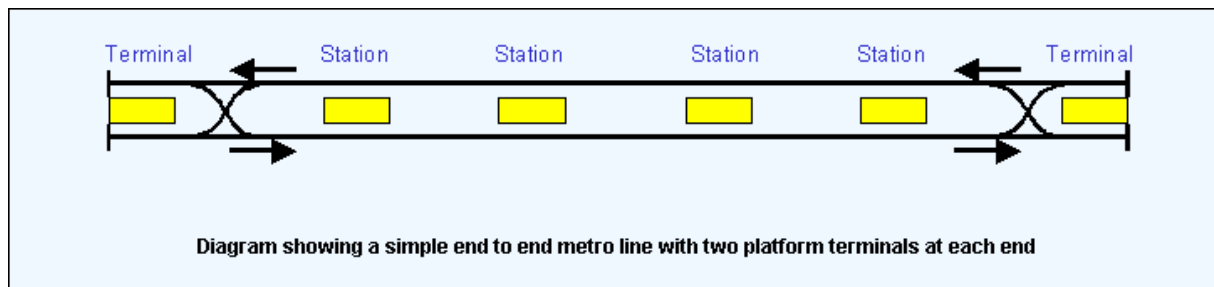 Terminal Station Station Station Station Terminal
Diagram showing a simple end to end metro line with two platform terminals at each end